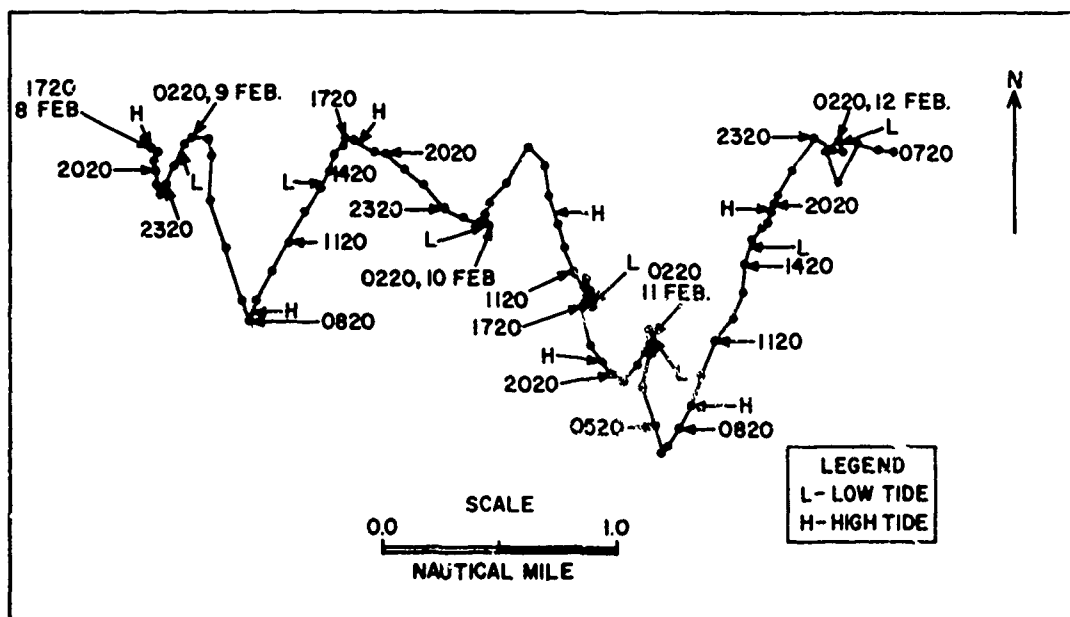 1720
8 FEB
H
0220, 9 FEB.
2020
L
2320
1720
H
2020
L
1420
2320
1120
L
0220, 10 FEB
H
0820
H
1120
1720
L
0220
11 FEB.
H
2020
L
0520
0820
H
1120
1420
L
H
2020
2320
0220, 12 FEB.
L
0720
N
LEGEND
L- LOW TIDE
H-HIGH TIDE
SCALE
0.0
1.0
NAUTICAL MILE